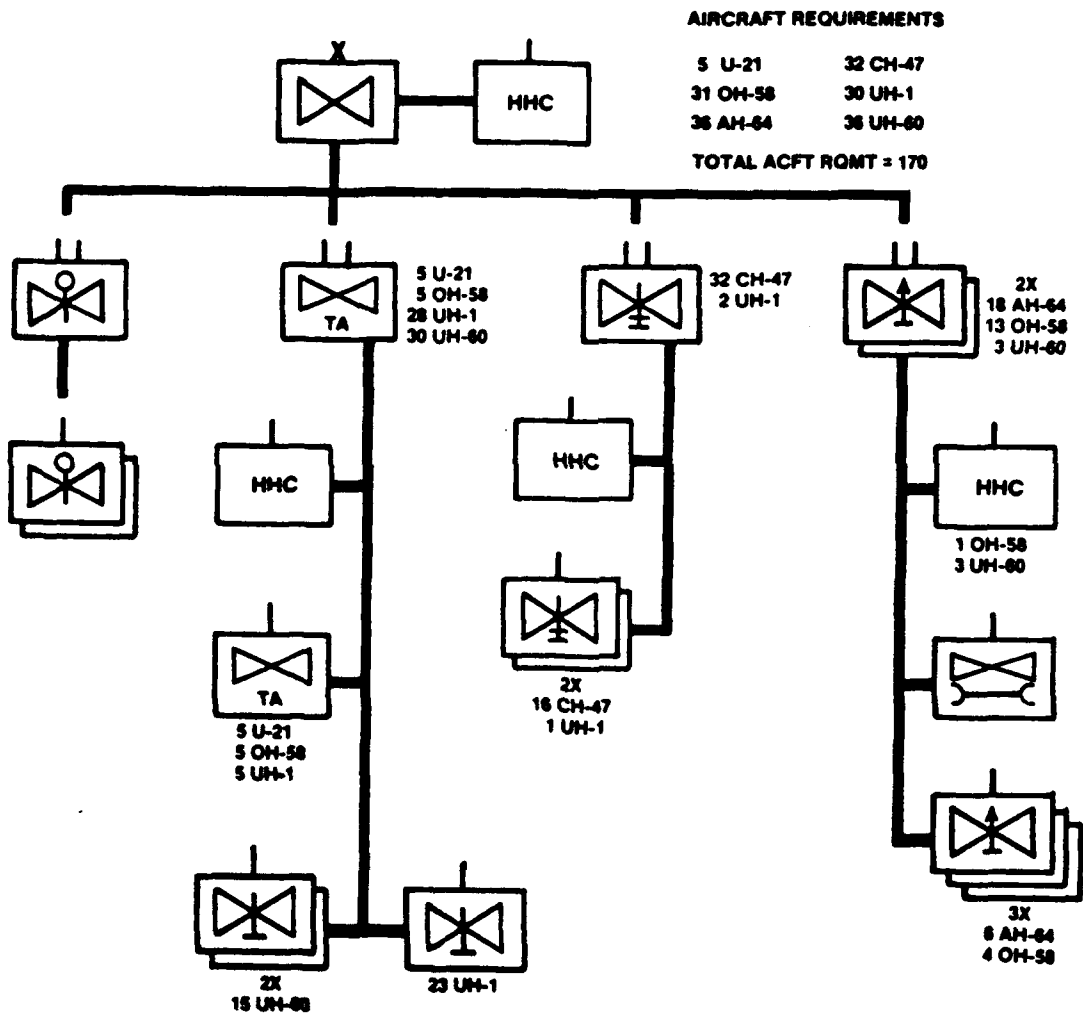 AIRCRAFT REQUIREMENTS
5 U-21 32 CH-47
31 OH-58 30 UH-1
36 AH-64 36 UH-60
TOTAL ACFT RQMT = 170
X
HHC
TA
5 U-21
5 OH-58
28 UH-1
30 UH-60
32 CH-47
2 UH-1
2X
18 AH-64
13 OH-58
3 UH-60
HHC
HHC
HHC
1 OH-58
3 UH-60
TA
5 U-21
5 OH-58
5 UH-1
2X
16 CH-47
1 UH-1
2X
15 UH-60
23 UH-1
3X
6 AH-64
4 OH-58